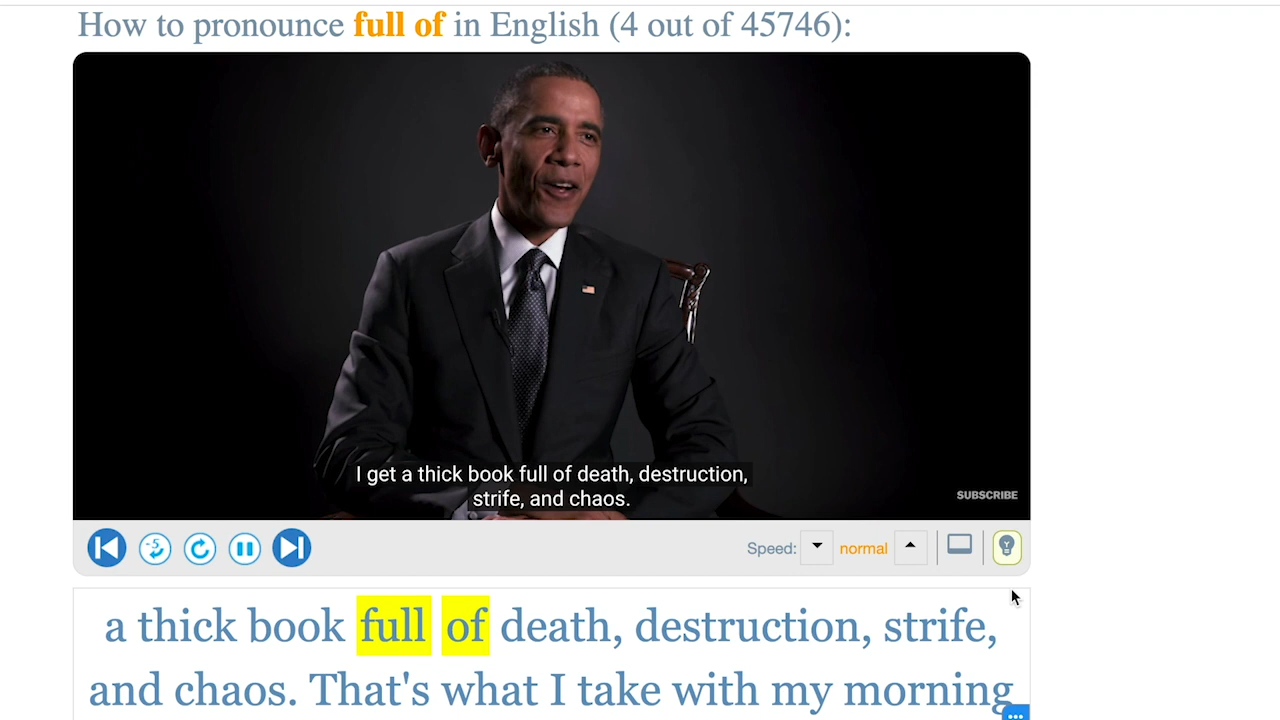 How to pronounce full of in English (4 out of 45746):
I get a thick book full of death, destruction,
strife, and chaos.
SUBSCRIBE
-5
Speed: normal
a thick book full of death, destruction, strife,
and chaos. That's what I take with my morning